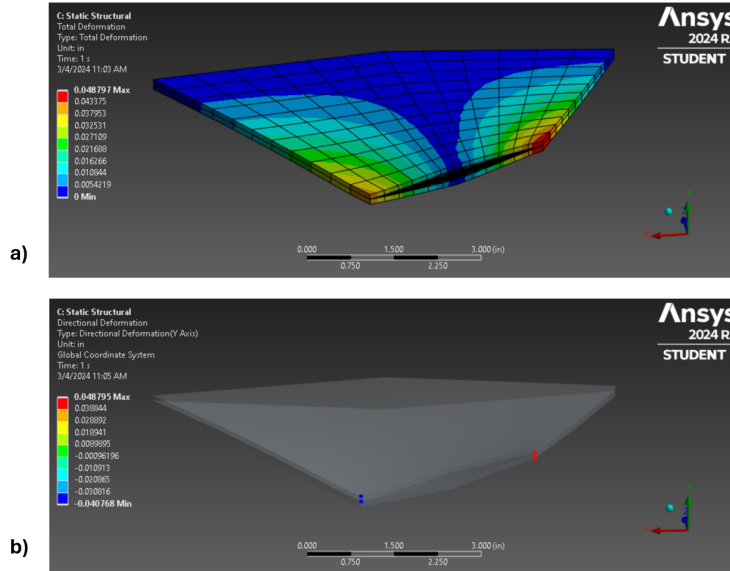 C: Static Structural
Total Deformation
Type: Total Deformation
Unit: in
Time: 1 s
3/4/2024 11:03 AM
0.048797 Max
0.043375
0.037953
0.032531
0.027109
0.021688
0.016266
0.010844
0.0054219
0 Min
Ansys
2024 R
STUDENT
0.000
1.500
3.000 (in)
0.750
2.250
a)
C: Static Structural
Directional Deformation
Type: Directional Deformation(Y Axis)
Unit: in
Global Coordinate System
Time: 1 s
3/4/2024 11:05 AM
0.048795 Max
0.038844
0.028892
0.018941
0.0089895
-0.00096196
-0.010913
-0.020865
-0.030816
-0.040768 Min
Ansys
2024 R
STUDENT
0.000
1.500
3.000 (in)
0.750
2.250
b)